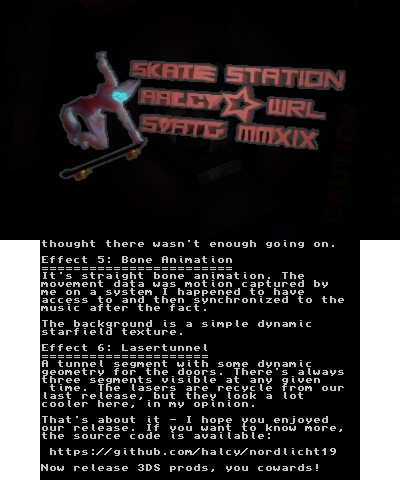 SKATE STATION
HALCY☆WRL
SVATG MMXIX
CAUTION
thought there wasn't enough going on.
Effect 5: Bone Animation
========================
It's straight bone animation. The
movement data was motion captured by
me on a system I happened to have
access to and then synchronized to the
music after the fact.
The background is a simple dynamic
starfield texture.
Effect 6: Lasertunnel
=====================
A tunnel segment with some dynamic
geometry for the doors. There's always
three segments visible at any given
time. The lasers are recycle from our
last release, but they look a lot
cooler here, in my opinion.
That's about it - I hope you enjoyed
our release. If you want to know more,
the source code is available:
https://github.com/halcy/nordlicht19
Now release 3DS prods, you cowards!